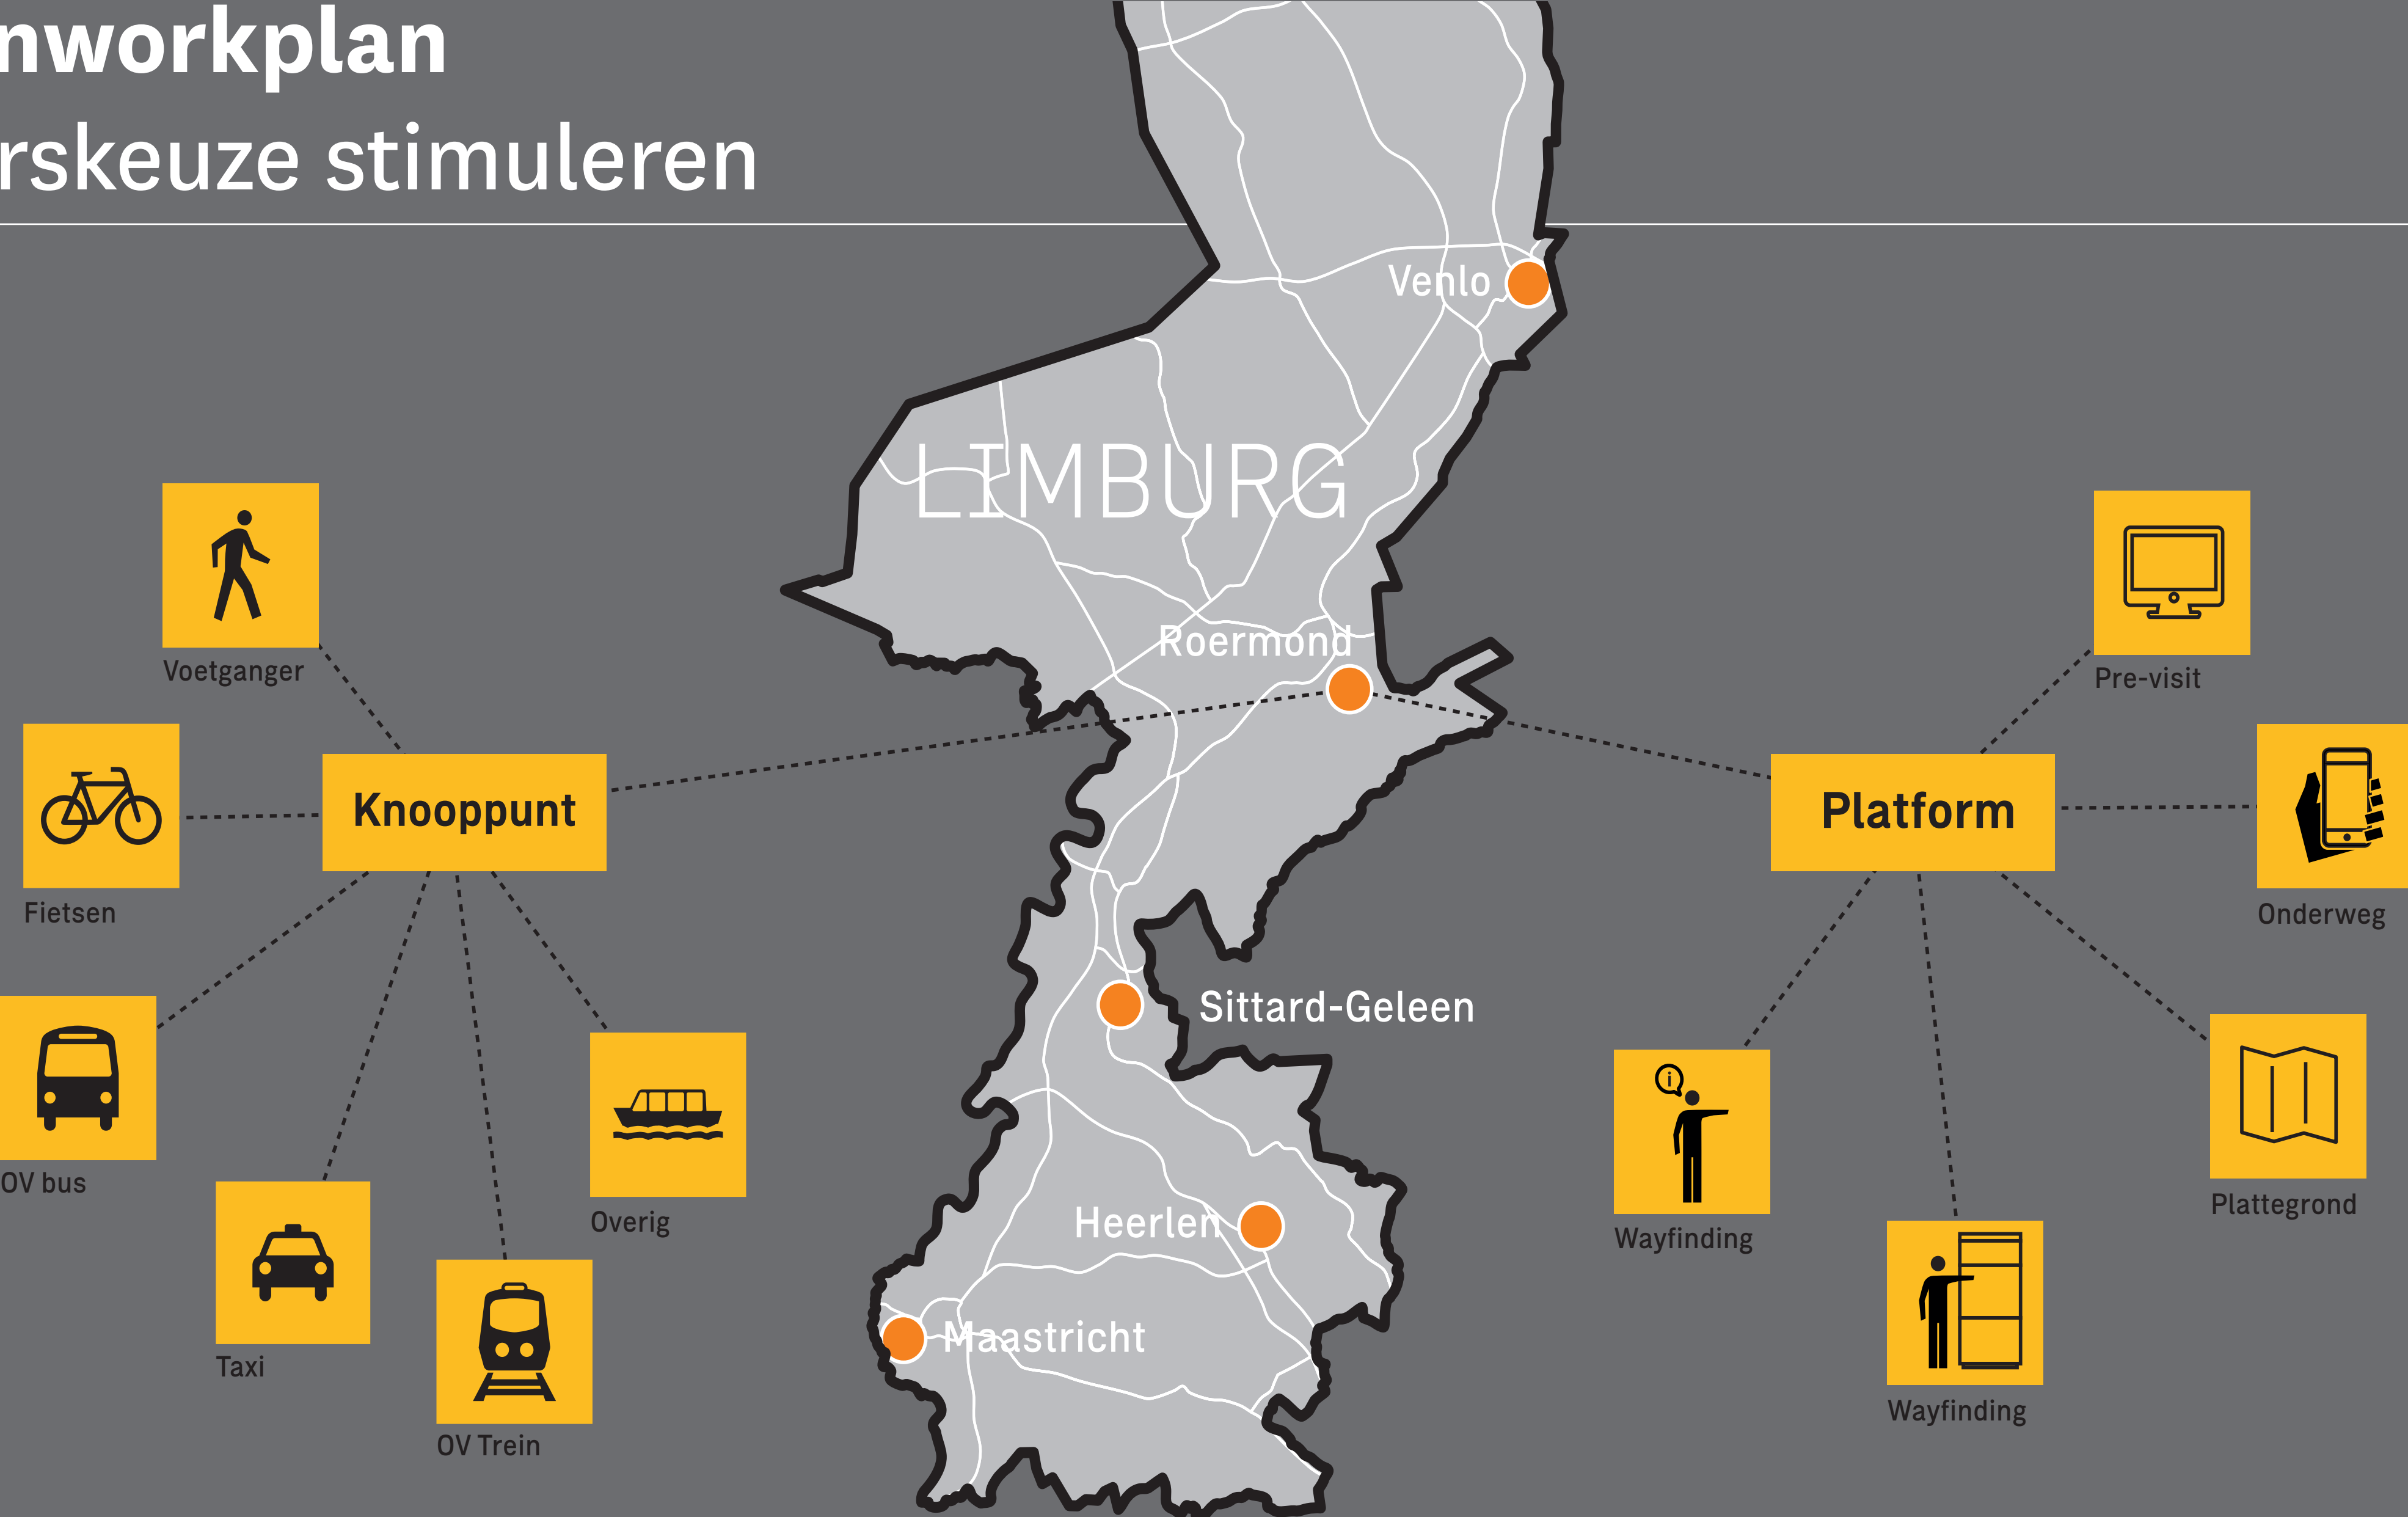 nworkplan
rskeuze stimuleren
Venlo
LIMBURG
Voetganger
Roermond
Pre-visit
Knooppunt
Platform
Fietsen
Onderweg
Sittard-Geleen
OV bus
Overig
Heerlen
Wayfinding
i
Plattegrond
Taxi
Maastricht
OV Trein
Wayfinding